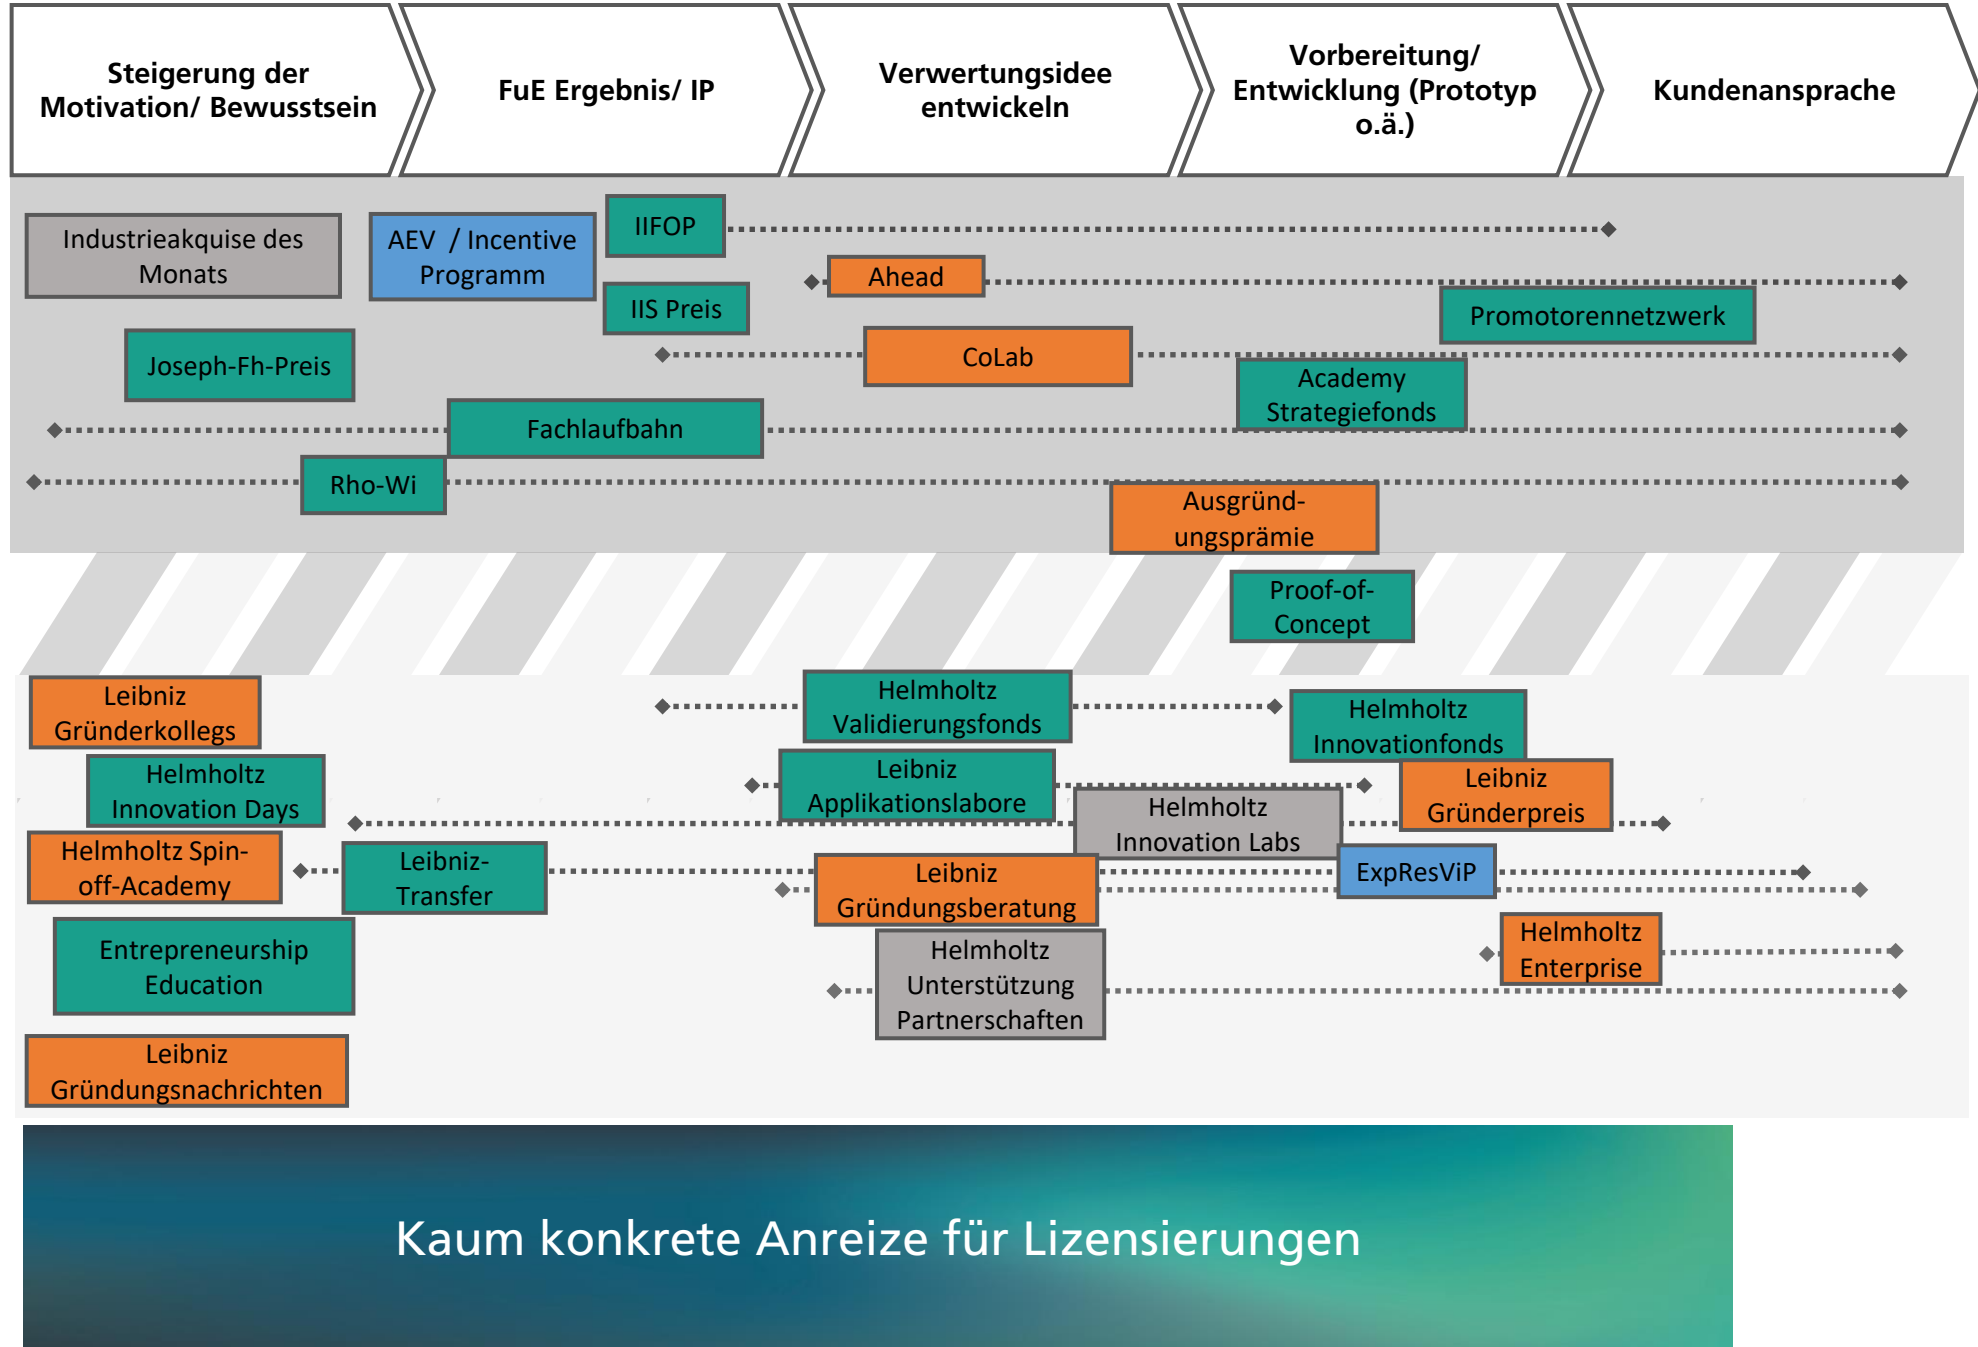 Steigerung der
Motivation/ Bewusstsein
FuE Ergebnis/ IP
Verwertungsidee
entwickeln
Vorbereitung/
Entwicklung (Prototyp
o.ä.)
Kundenansprache
Industrieakquise des
Monats
AEV / Incentive
Programm
IIFOP
Ahead
IIS Preis
Promotorennetzwerk
Joseph-Fh-Preis
CoLab
Academy
Strategiefonds
Fachlaufbahn
Rho-Wi
Ausgründ-
ungsprämie
Proof-of-
Concept
Leibniz
Gründerkollegs
Helmholtz
Validierungsfonds
Helmholtz
Innovationfonds
Helmholtz
Innovation Days
Leibniz
Applikationslabore
Leibniz
Gründerpreis
Helmholtz
Innovation Labs
Helmholtz Spin-
off-Academy
Leibniz-
Transfer
Leibniz
Gründungsberatung
ExpResViP
Entrepreneurship
Education
Helmholtz
Unterstützung
Partnerschaften
Helmholtz
Enterprise
Leibniz
Gründungsnachrichten
Kaum konkrete Anreize für Lizensierungen